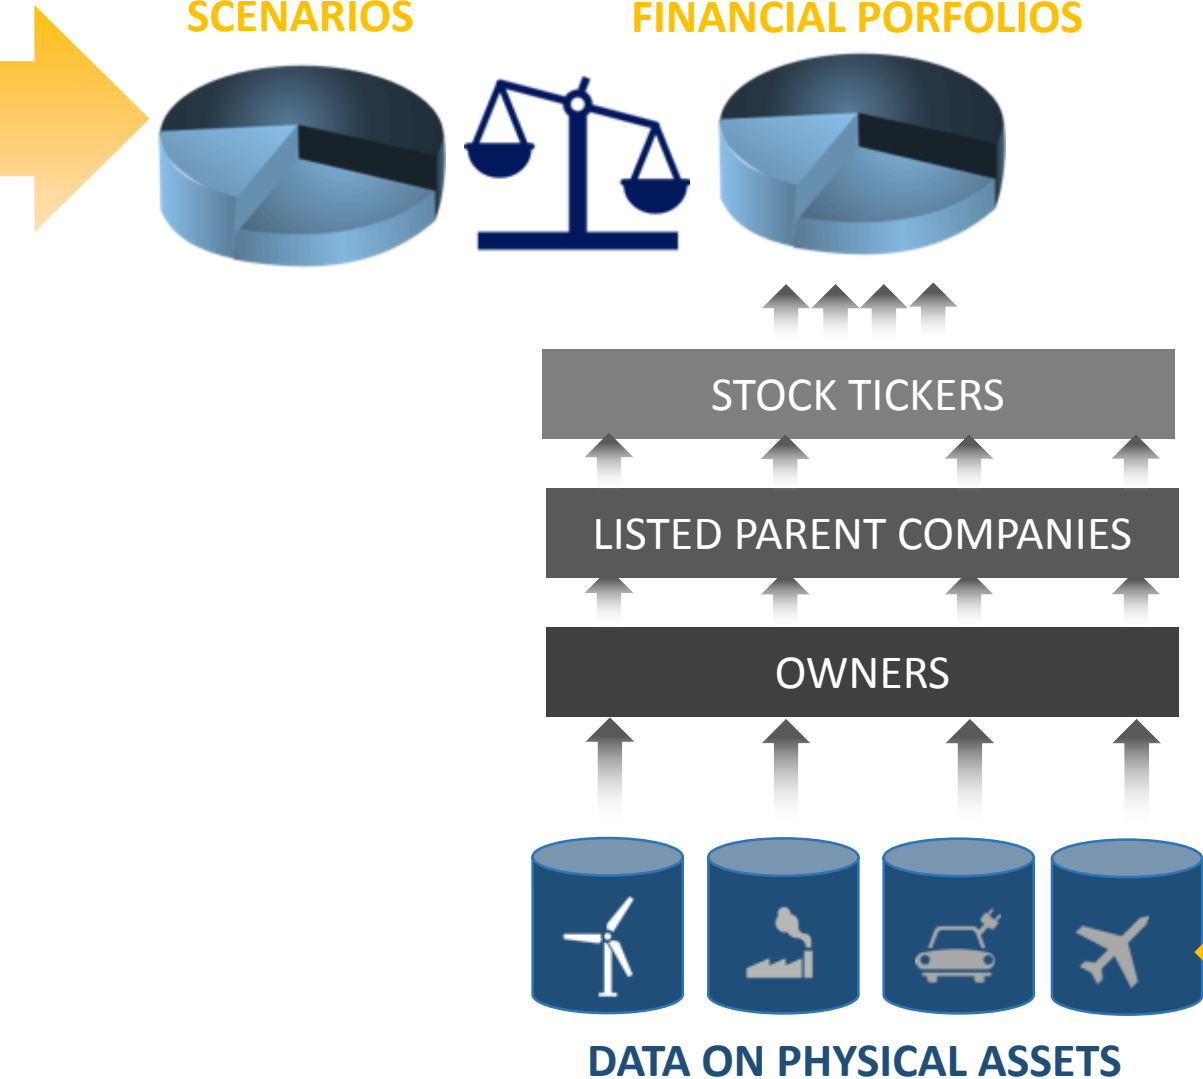 SCENARIOS
FINANCIAL PORFOLIOS
STOCK TICKERS
LISTED PARENT COMPANIES
OWNERS
DATA ON PHYSICAL ASSETS